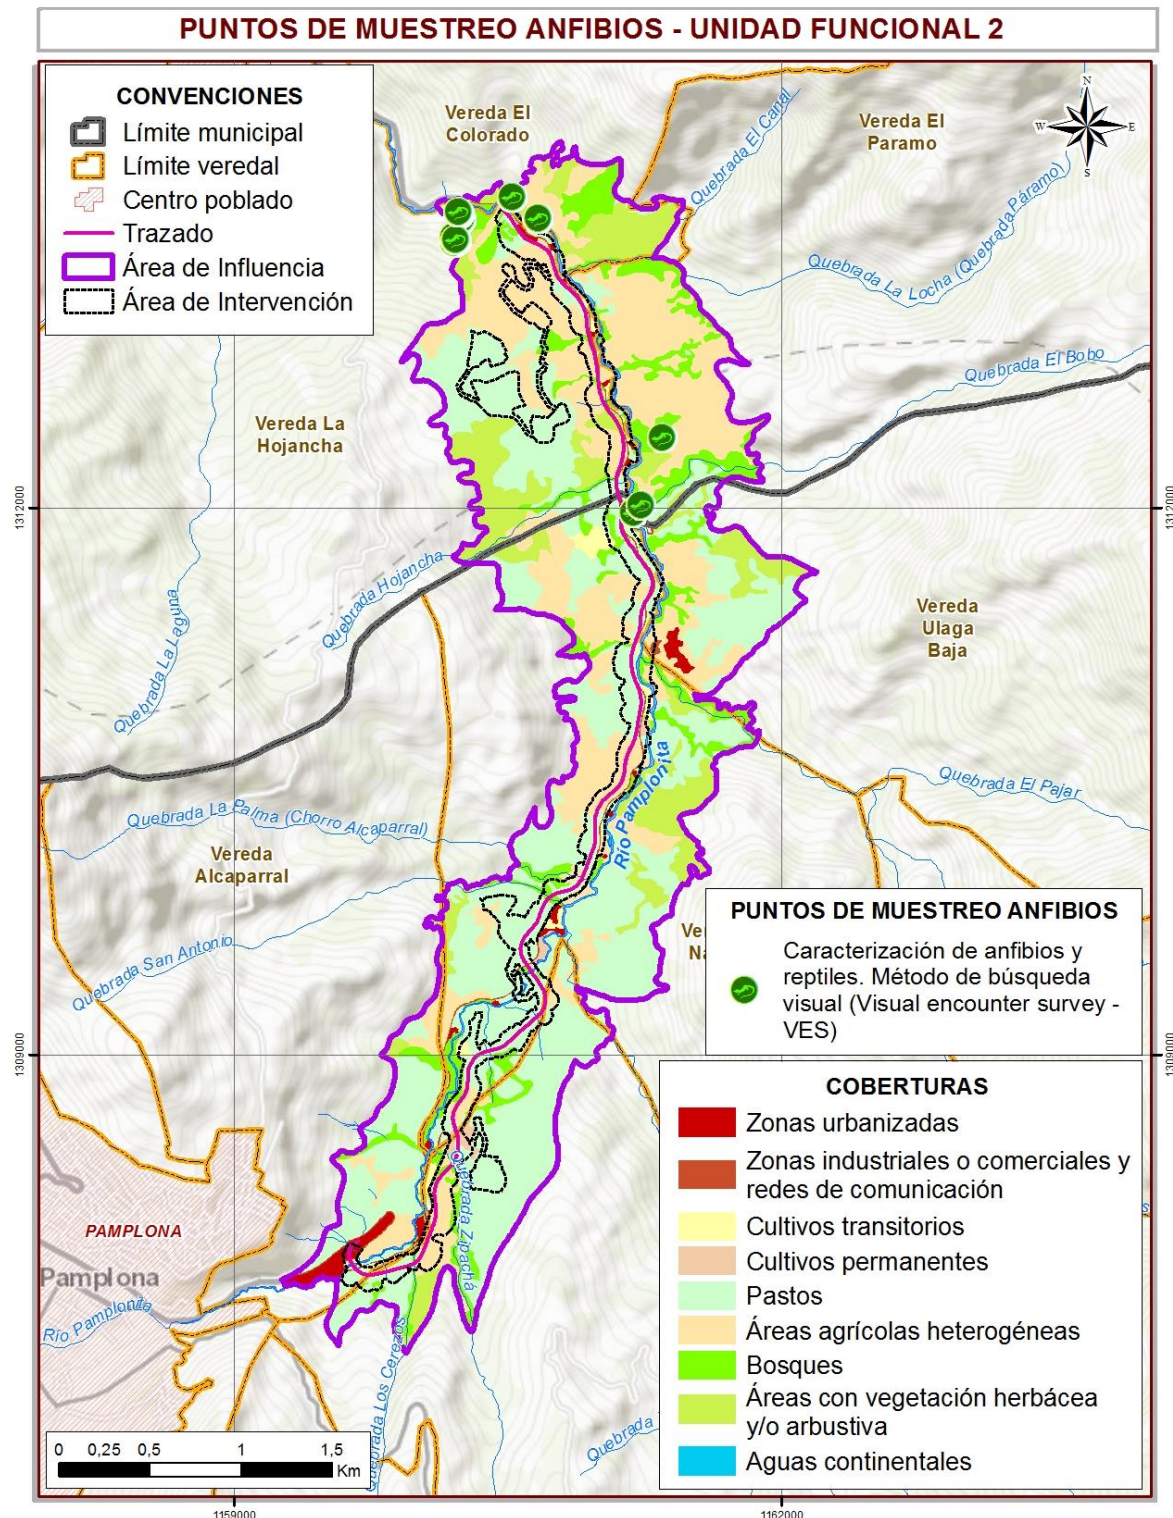 PUNTOS DE MUESTREO ANFIBIOS - UNIDAD FUNCIONAL 2
CONVENCIONES
Límite municipal
Límite veredal
Centro poblado
Trazado
Área de Influencia
Área de Intervención
Vereda El
Colorado
Vereda El
Paramo
N
W
E
S
Quebrada El Canal
Quebrada La Locha (Quebrada Páramo)
Quebrada El Bobo
Vereda La
Hojancha
1312000
1312000
Quebrada Hojancha
Quebrada La Laguna
Vereda
Ulaga
Baja
Río Pamplonita
Quebrada El Pajar
Quebrada La Palma (Chorro Alcaparral)
Vereda
Alcaparral
Quebrada San Antonio
PUNTOS DE MUESTREO ANFIBIOS
Caracterización de anfibios y
reptiles. Método de búsqueda
visual (Visual encounter survey -
VES)
1309000
1309000
COBERTURAS
Zonas urbanizadas
Zonas industriales o comerciales y
redes de comunicación
Cultivos transitorios
Cultivos permanentes
Pastos
Áreas agrícolas heterogéneas
Bosques
Áreas con vegetación herbácea
y/o arbustiva
Aguas continentales
Quebrada Zipachá
PAMPLONA
Pamplona
Río Pamplonita
Quebrada Los Cerezos
Quebrada
0 0,25 0,5 1 1,5
Km
1159000
1162000